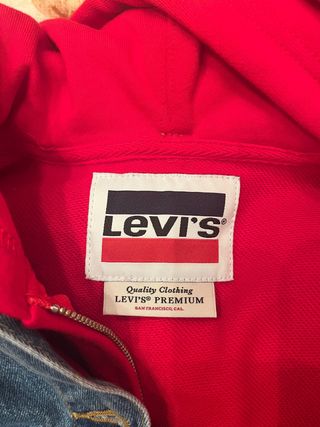 LEVI'S®
Quality Clothing
LEVI'S® PREMIUM
SAN FRANCISCO, CAL.